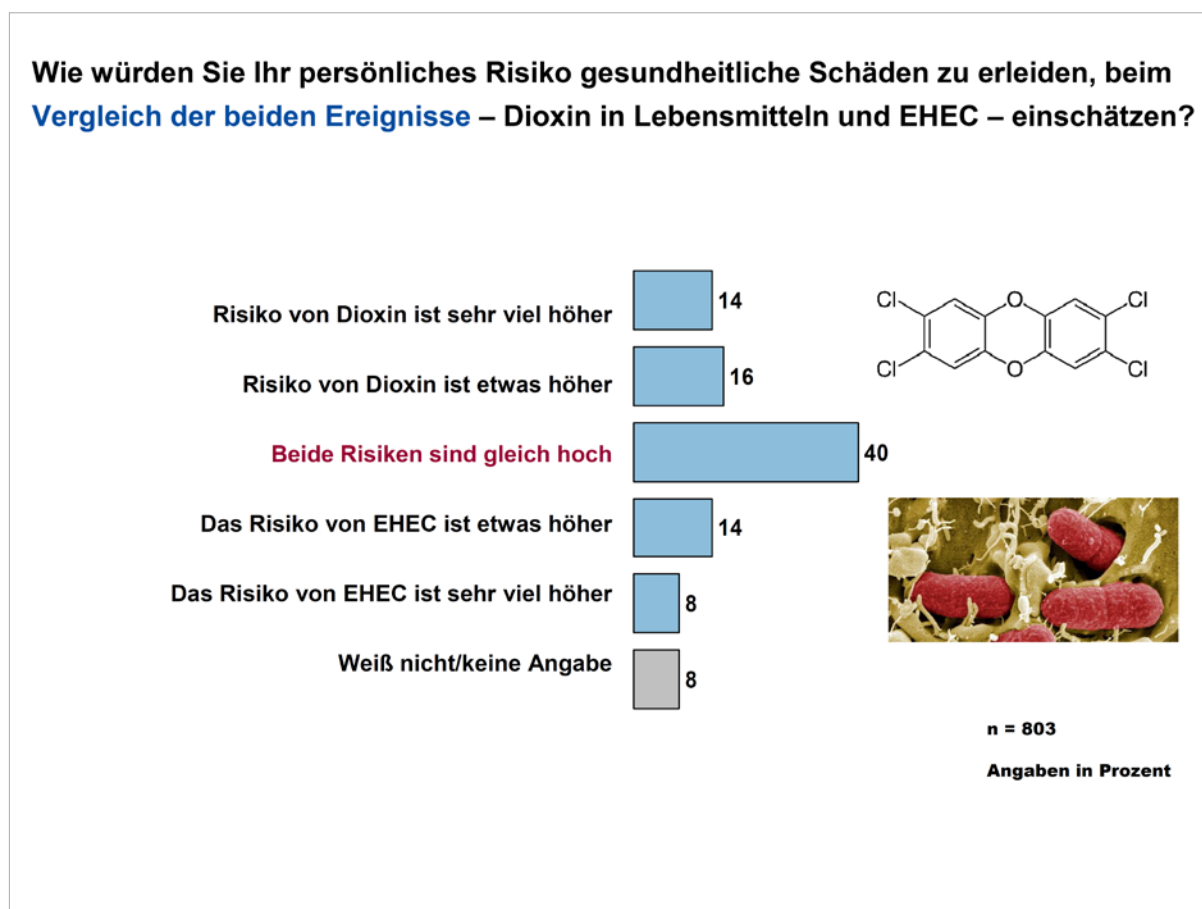 Wie würden Sie Ihr persönliches Risiko gesundheitliche Schäden zu erleiden, beim
Vergleich der beiden Ereignisse – Dioxin in Lebensmitteln und EHEC – einschätzen?
Risiko von Dioxin ist sehr viel höher
14
Risiko von Dioxin ist etwas höher
16
Beide Risiken sind gleich hoch
40
Das Risiko von EHEC ist etwas höher
14
Das Risiko von EHEC ist sehr viel höher
8
Weiß nicht/keine Angabe
8
Cl O Cl
Cl O Cl
n = 803
Angaben in Prozent